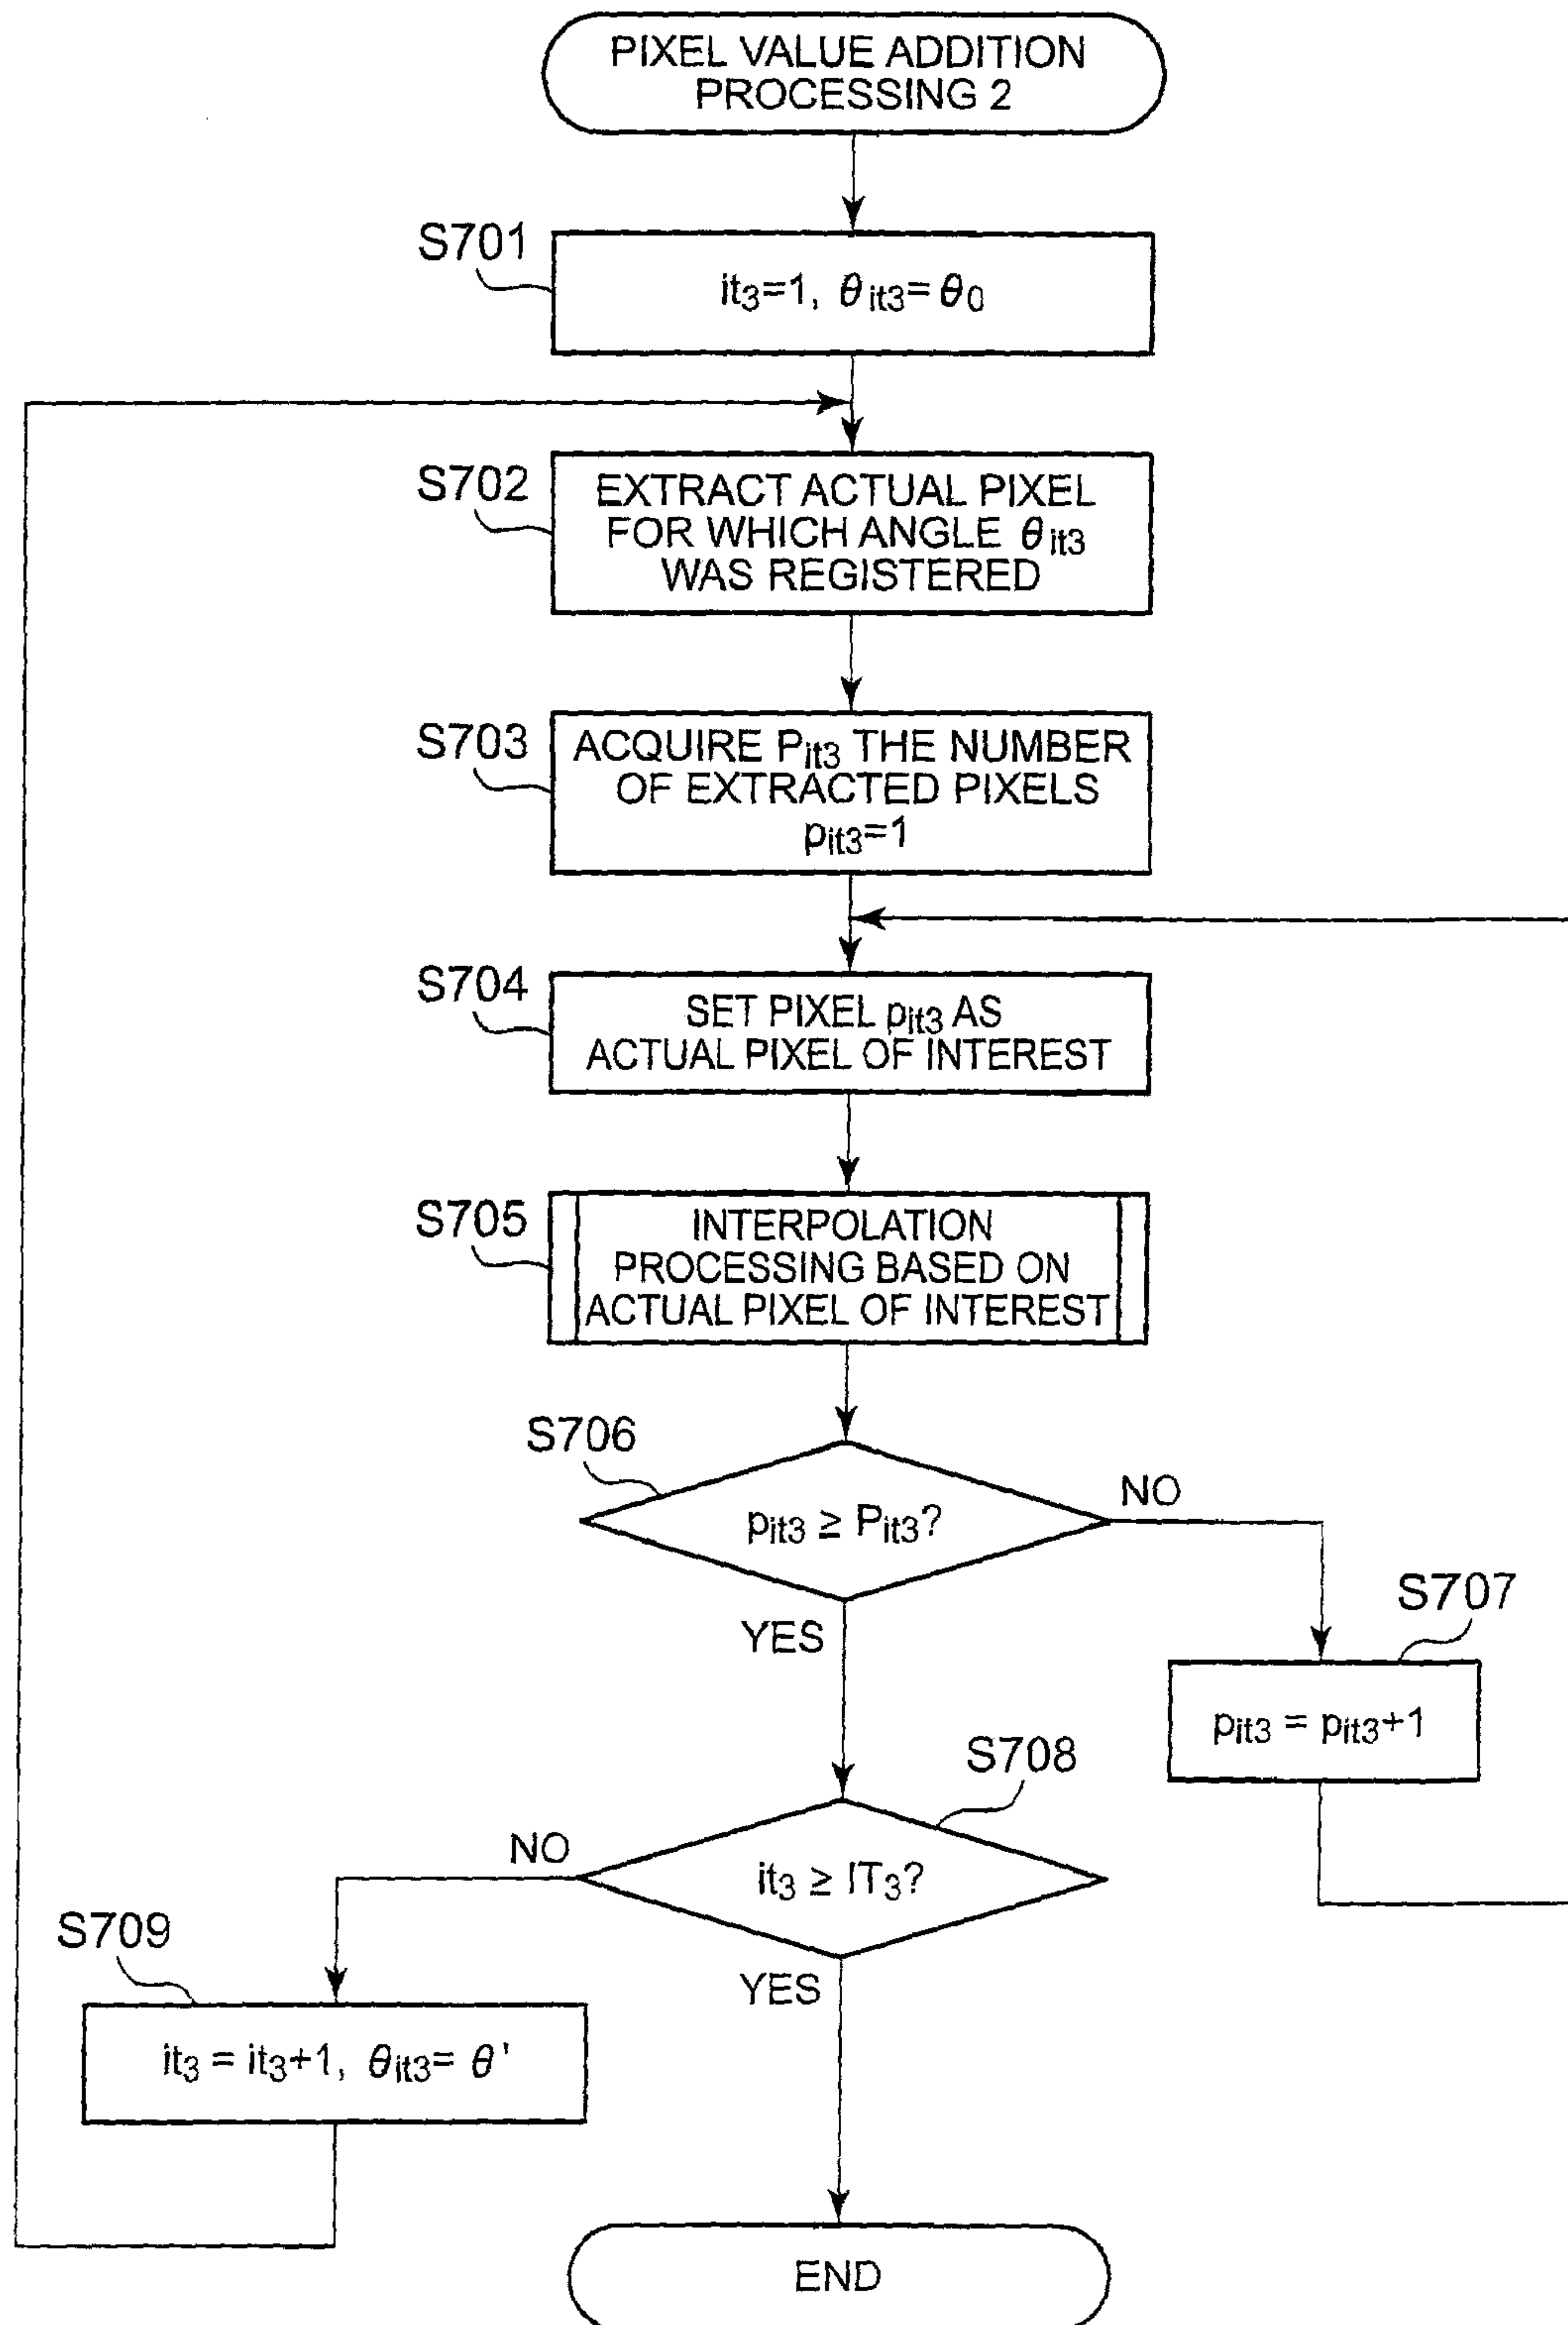 PIXEL VALUE ADDITION
PROCESSING 2
S701
it3=1, θit3=θ0
S702
EXTRACT ACTUAL PIXEL
FOR WHICH ANGLE θit3
WAS REGISTERED
S703
ACQUIRE Pit3 THE NUMBER
OF EXTRACTED PIXELS
pit3=1
S704
SET PIXEL pit3 AS
ACTUAL PIXEL OF INTEREST
S705
INTERPOLATION
PROCESSING BASED ON
ACTUAL PIXEL OF INTEREST
S706
pit3 ≥ Pit3?
NO
YES
S707
pit3 = pit3+1
S708
it3 ≥ IT3?
NO
YES
S709
it3 = it3+1, θit3= θ'
END